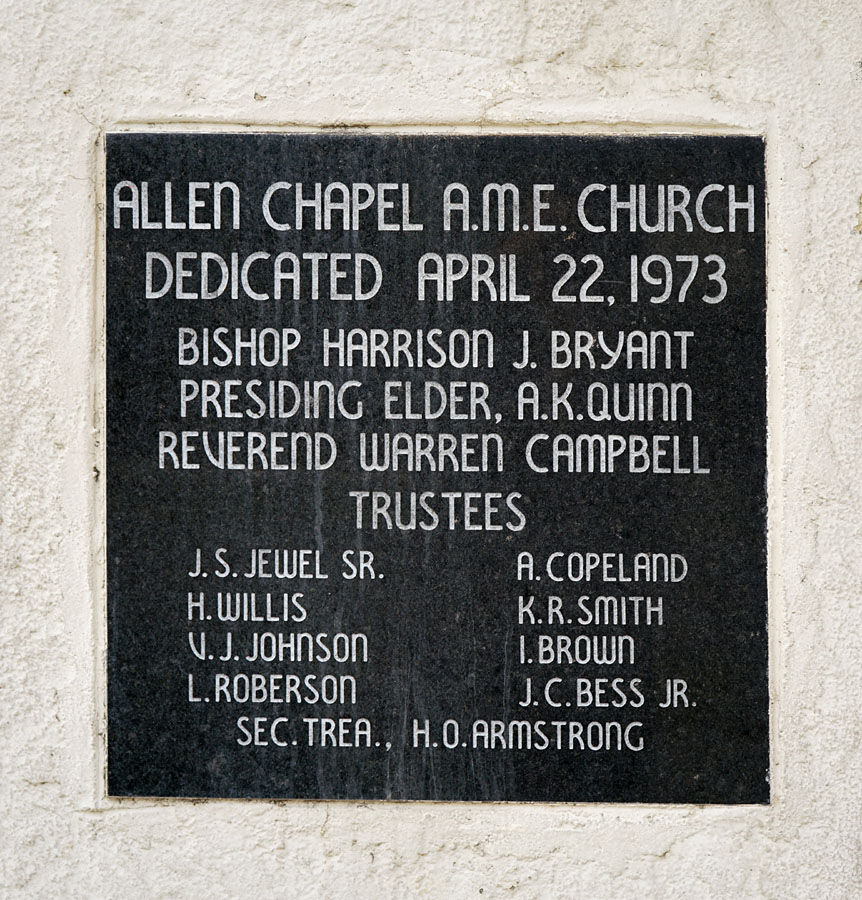 ALLEN CHAPEL A.M.E. CHURCH
DEDICATED APRIL 22, 1973
BISHOP HARRISON J. BRYANT
PRESIDING ELDER, A.K. QUINN
REVEREND WARREN CAMPBELL
TRUSTEES
J. S. JEWEL SR. A. COPELAND
H. WILLIS K. R. SMITH
V. J. JOHNSON I. BROWN
L. ROBERSON J. C. BESS JR.
SEC. TREA., H. O. ARMSTRONG